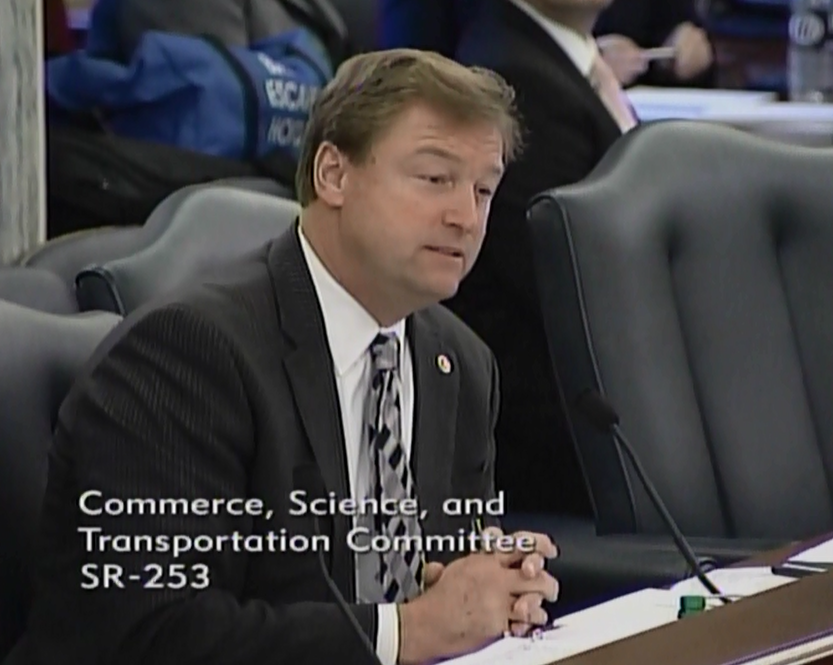 Commerce, Science, and
Transportation Committee
SR-253